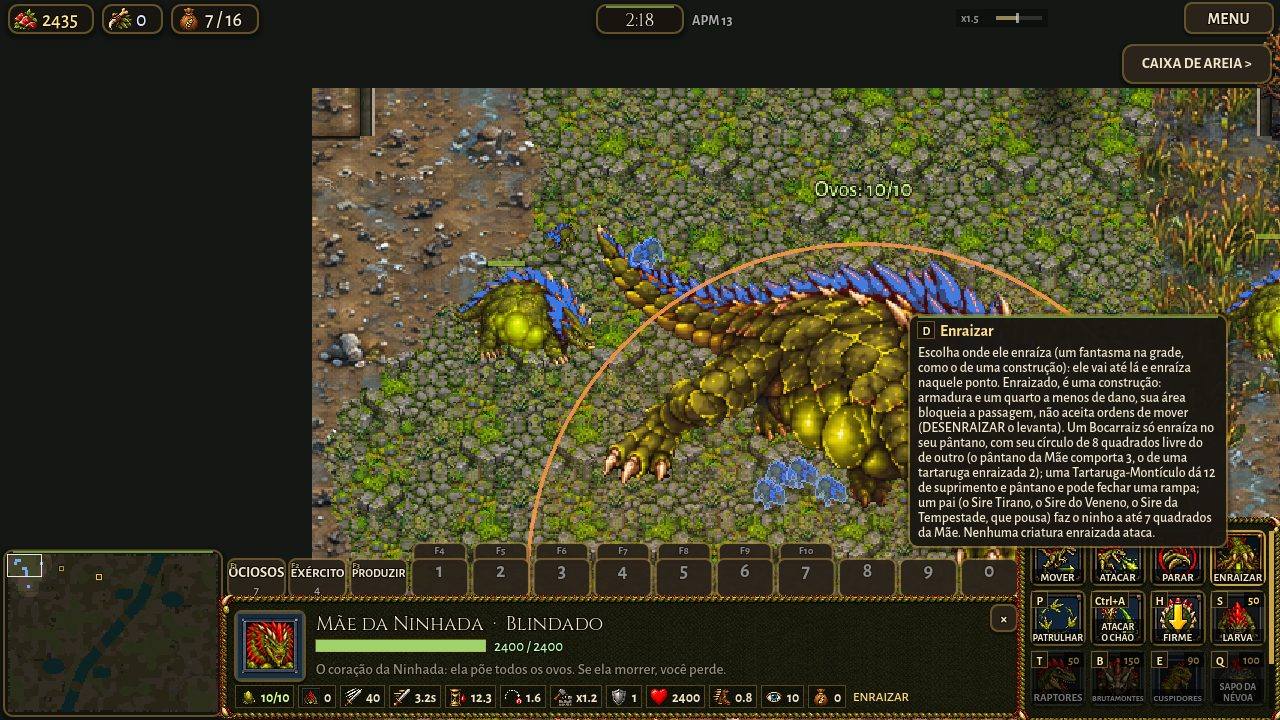 2435
0
7 / 16
2:18
APM 13
x1.5
MENU
CAIXA DE AREIA >
Ovos: 10/10
D Enraizar
Escolha onde ele enraíza (um fantasma na grade,
como o de uma construção): ele vai até lá e enraíza
naquele ponto. Enraizado, é uma construção:
armadura e um quarto a menos de dano, sua área
bloqueia a passagem, não aceita ordens de mover
(DESENRAIZAR o levanta). Um Bocarraiz só enraíza no
seu pântano, com seu círculo de 8 quadrados livre do
de outro (o pântano da Mãe comporta 3, o de uma
tartaruga enraizada 2); uma Tartaruga-Montículo dá 12
de suprimento e pântano e pode fechar uma rampa;
um pai (o Sire Tirano, o Sire do Veneno, o Sire da
Tempestade, que pousa) faz o ninho a até 7 quadrados
da Mãe. Nenhuma criatura enraizada ataca.
F1 F2 F3 F4 F5 F6 F7 F8 F9 F10
OCIOSOS EXÉRCITO PRODUZIR 1 2 3 4 5 6 7 8 9 0
7 4
MÃE DA NINHADA · BLINDADO
×
2400 / 2400
O coração da Ninhada: ela põe todos os ovos. Se ela morrer, você perde.
10/10 0 40 3.2s 12.3 1.6 x1.2 1 2400 0.8 10 0 ENRAIZAR
MOVER ATACAR PARAR ENRAIZAR
P Ctrl+A H S 50
PATRULHAR ATACAR O CHÃO FIRME LARVA
T 50 B 150 E 90 Q 100
RAPTORES BRUTAMONTES CUSPIDORES SAPO DA NÉVOA